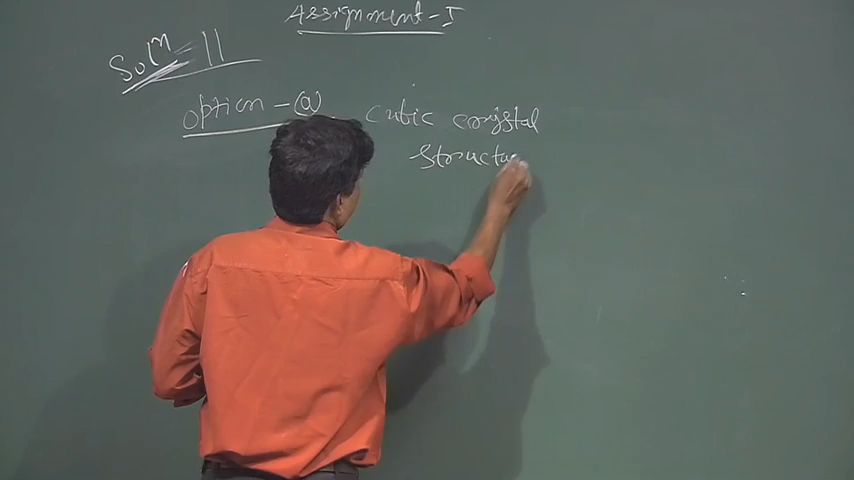 Assignment-I
Solⁿ = 11
option - (a) cubic crystal
structu